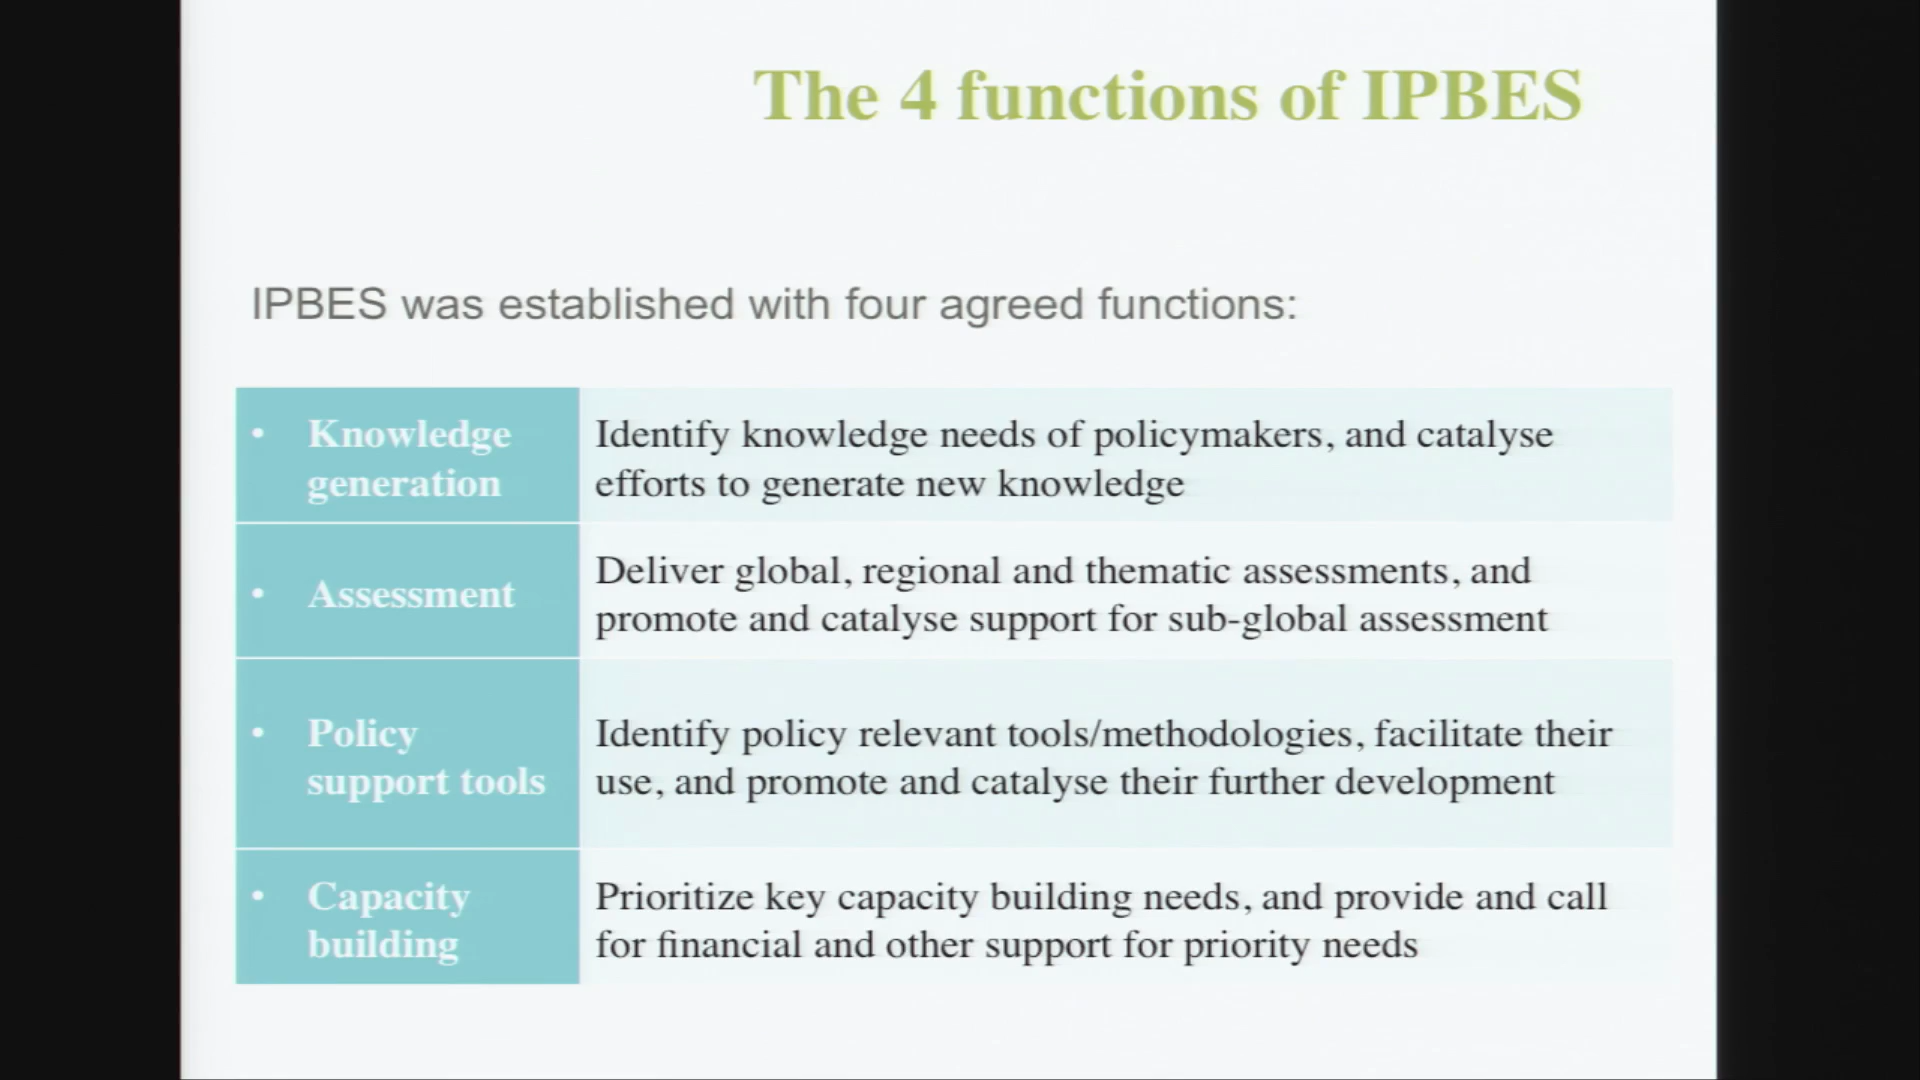 The 4 functions of IPBES
IPBES was established with four agreed functions:
• Knowledge
generation
Identify knowledge needs of policymakers, and catalyse
efforts to generate new knowledge
• Assessment
Deliver global, regional and thematic assessments, and
promote and catalyse support for sub-global assessment
• Policy
support tools
Identify policy relevant tools/methodologies, facilitate their
use, and promote and catalyse their further development
• Capacity
building
Prioritize key capacity building needs, and provide and call
for financial and other support for priority needs